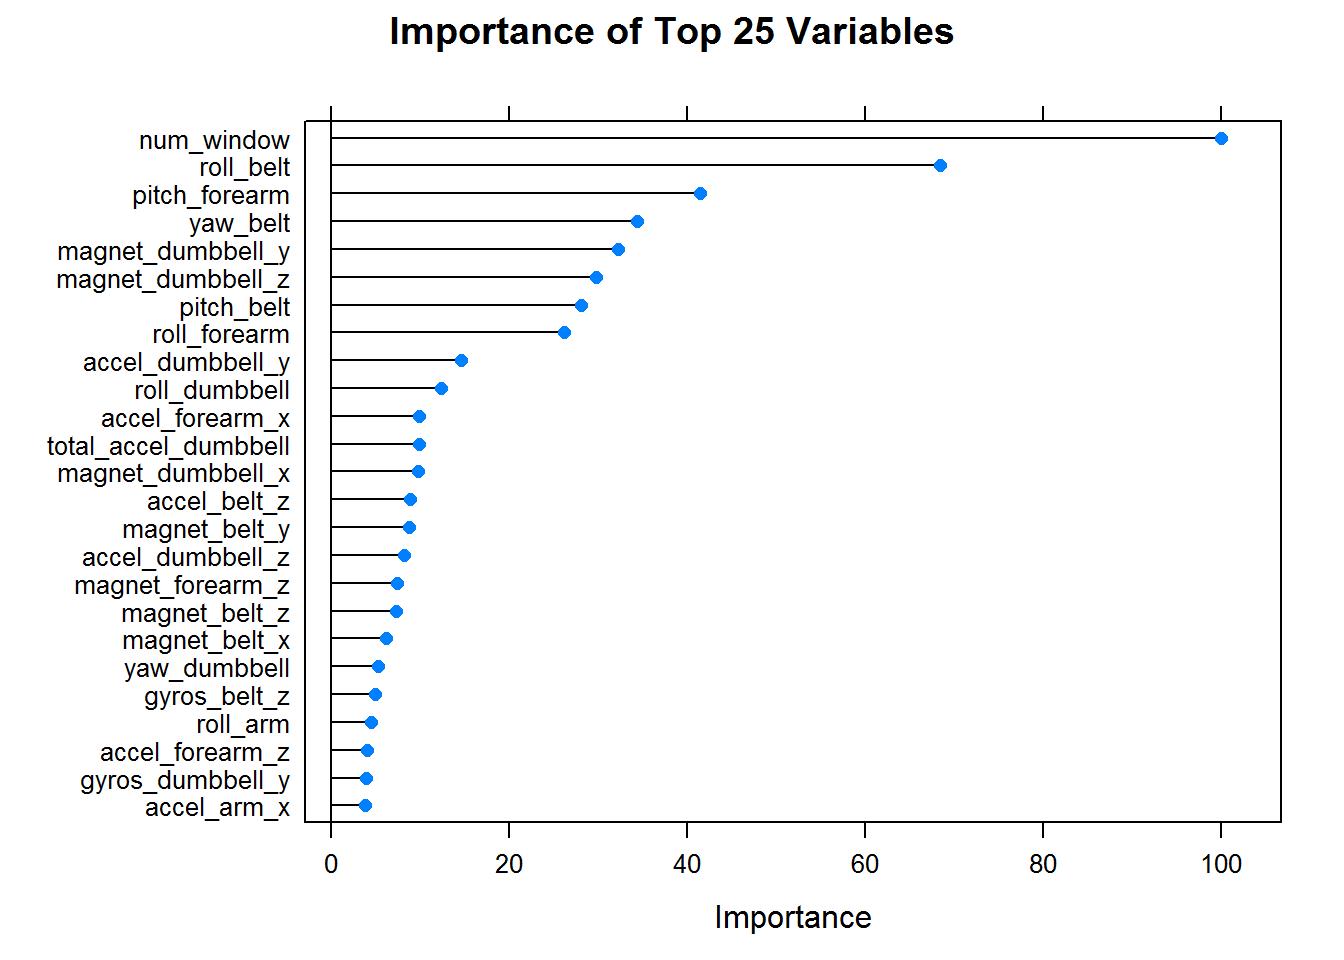 Importance of Top 25 Variables
num_window
roll_belt
pitch_forearm
yaw_belt
magnet_dumbbell_y
magnet_dumbbell_z
pitch_belt
roll_forearm
accel_dumbbell_y
roll_dumbbell
accel_forearm_x
total_accel_dumbbell
magnet_dumbbell_x
accel_belt_z
magnet_belt_y
accel_dumbbell_z
magnet_forearm_z
magnet_belt_z
magnet_belt_x
yaw_dumbbell
gyros_belt_z
roll_arm
accel_forearm_z
gyros_dumbbell_y
accel_arm_x
0 20 40 60 80 100
Importance